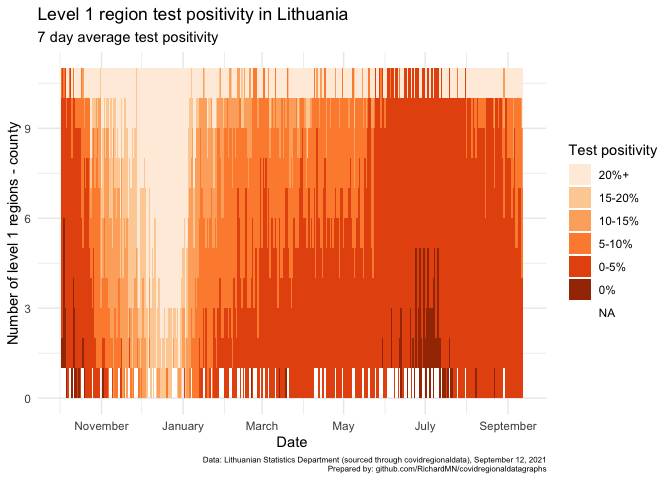 Level 1 region test positivity in Lithuania
7 day average test positivity
Number of level 1 regions - county
9
6
3
0
November
January
March
May
July
September
Date
Test positivity
20%+
15-20%
10-15%
5-10%
0-5%
0%
NA
Data: Lithuanian Statistics Department (sourced through covidregionaldata), September 12, 2021
Prepared by: github.com/RichardMN/covidregionaldatagraphs